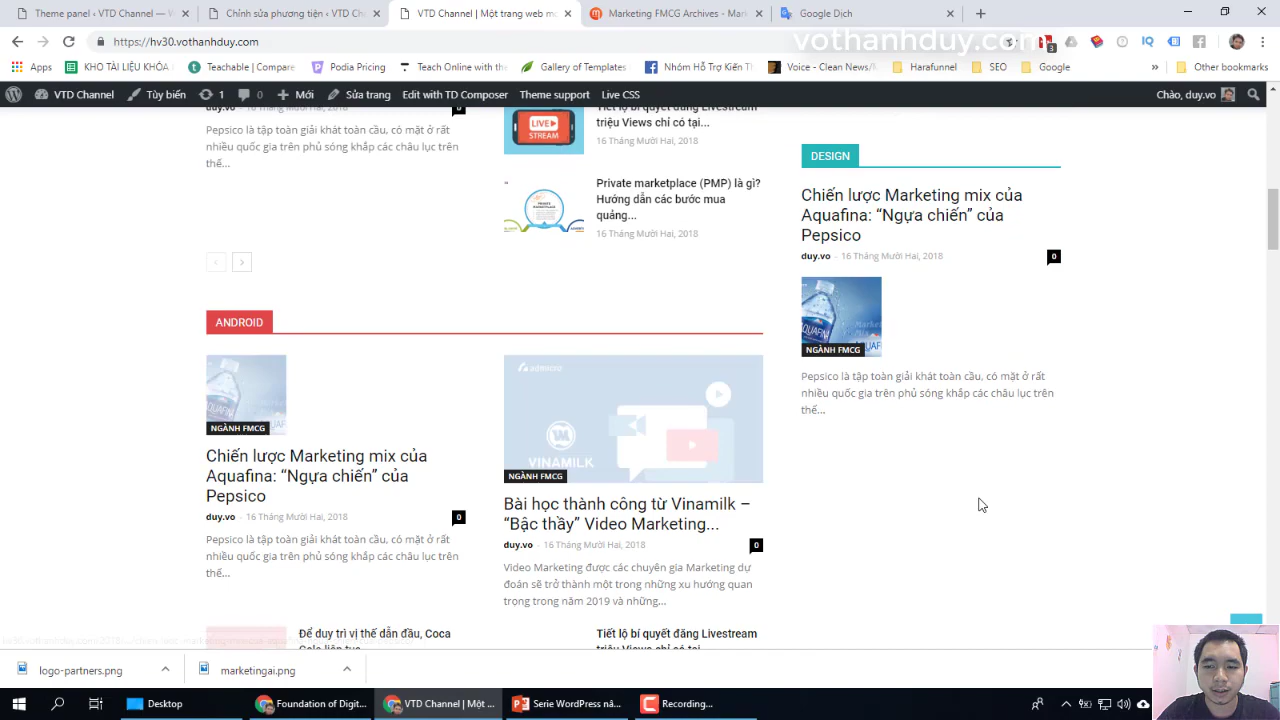 Theme tiện
VTD Channel | Một website m
Marketing FMCG Archives - Mark
Google Dịch
https://hv30.vothanhduy.com
vothanhduy.com
3
Apps
KHO TÀI LIỆU KHÓA
Teachable | Compare
Podia Pricing
Teach Online with the
Gallery of Templates
Nhóm Hỗ Trợ Kiến Th
Voice - Clean News/M
Harafunnel
SEO
Google
»
Other bookmarks
VTD Channel
Tùy biến
1
0
Mới
Sửa trang
Edit with TD Composer
Theme support
Live CSS
Chào, duy.vo
duy.vo - 16 Tháng Mười Hai, 2018
0
Pepsico là tập toàn giải khát toàn cầu, có mặt ở rất
nhiều quốc gia trên phủ sóng khắp các châu lục trên
thế...
LIVE
STREAM
Tiết lộ bí quyết đăng Livestream
triệu Views chỉ có tại...
16 Tháng Mười Hai, 2018
Private marketplace (PMP) là gì?
Hướng dẫn các bước mua
quảng...
16 Tháng Mười Hai, 2018
DESIGN
Chiến lược Marketing mix của
Aquafina: “Ngựa chiến” của
Pepsico
duy.vo - 16 Tháng Mười Hai, 2018
0
NGÀNH FMCG
Pepsico là tập toàn giải khát toàn cầu, có mặt ở rất
nhiều quốc gia trên phủ sóng khắp các châu lục trên
thế...
ANDROID
NGÀNH FMCG
Chiến lược Marketing mix của
Aquafina: “Ngựa chiến” của
Pepsico
duy.vo - 16 Tháng Mười Hai, 2018
0
Pepsico là tập toàn giải khát toàn cầu, có mặt ở rất
nhiều quốc gia trên phủ sóng khắp các châu lục trên
thế...
VINAMILK
NGÀNH FMCG
Bài học thành công từ Vinamilk –
“Bậc thầy” Video Marketing...
duy.vo - 16 Tháng Mười Hai, 2018
0
Video Marketing được các chuyên gia Marketing dự
đoán sẽ trở thành một trong những xu hướng quan
trọng trong năm 2019 và những...
Để duy trì vị thế dẫn đầu, Coca
Cola liên tục
Tiết lộ bí quyết đăng Livestream
triệu Views chỉ có tại
logo-partners.png
marketingai.png
Desktop
Foundation of Digit...
VTD Channel | Một ...
Serie WordPress nâ...
Recording...